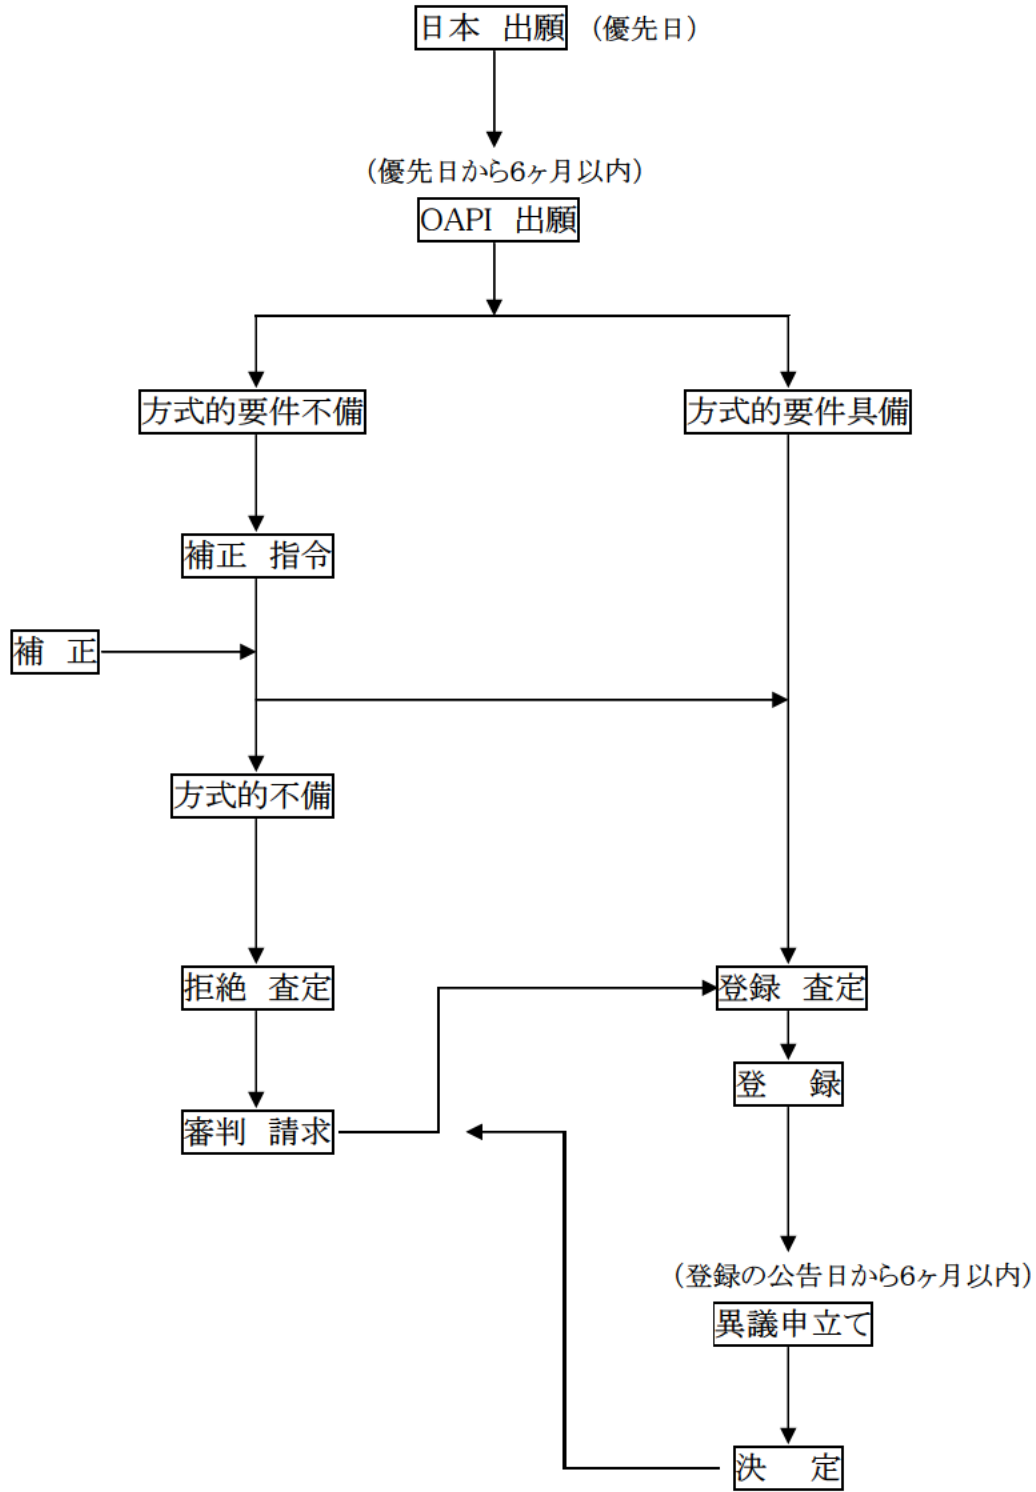 日本 出願 (優先日)
(優先日から6ヶ月以内)
OAPI 出願
方式的要件不備
方式的要件具備
補正 指令
補 正
方式的不備
拒絶 査定
登録 査定
登 録
審判 請求
(登録の公告日から6ヶ月以内)
異議申立て
決 定